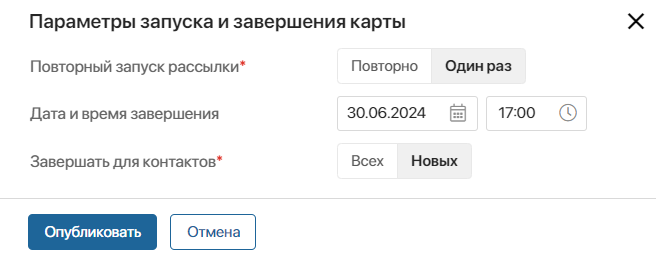 Параметры запуска и завершения карты
Повторный запуск рассылки* Повторно Один раз
Дата и время завершения 30.06.2024 17:00
Завершать для контактов* Всех Новых
Опубликовать Отмена